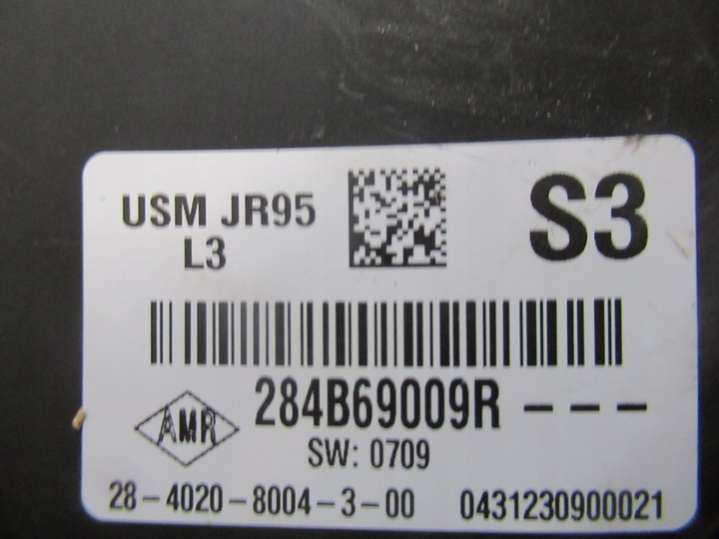 USM JR95
L3
S3
284B69009R - - -
AMR
SW: 0709
28-4020-8004-3-00 0431230900021